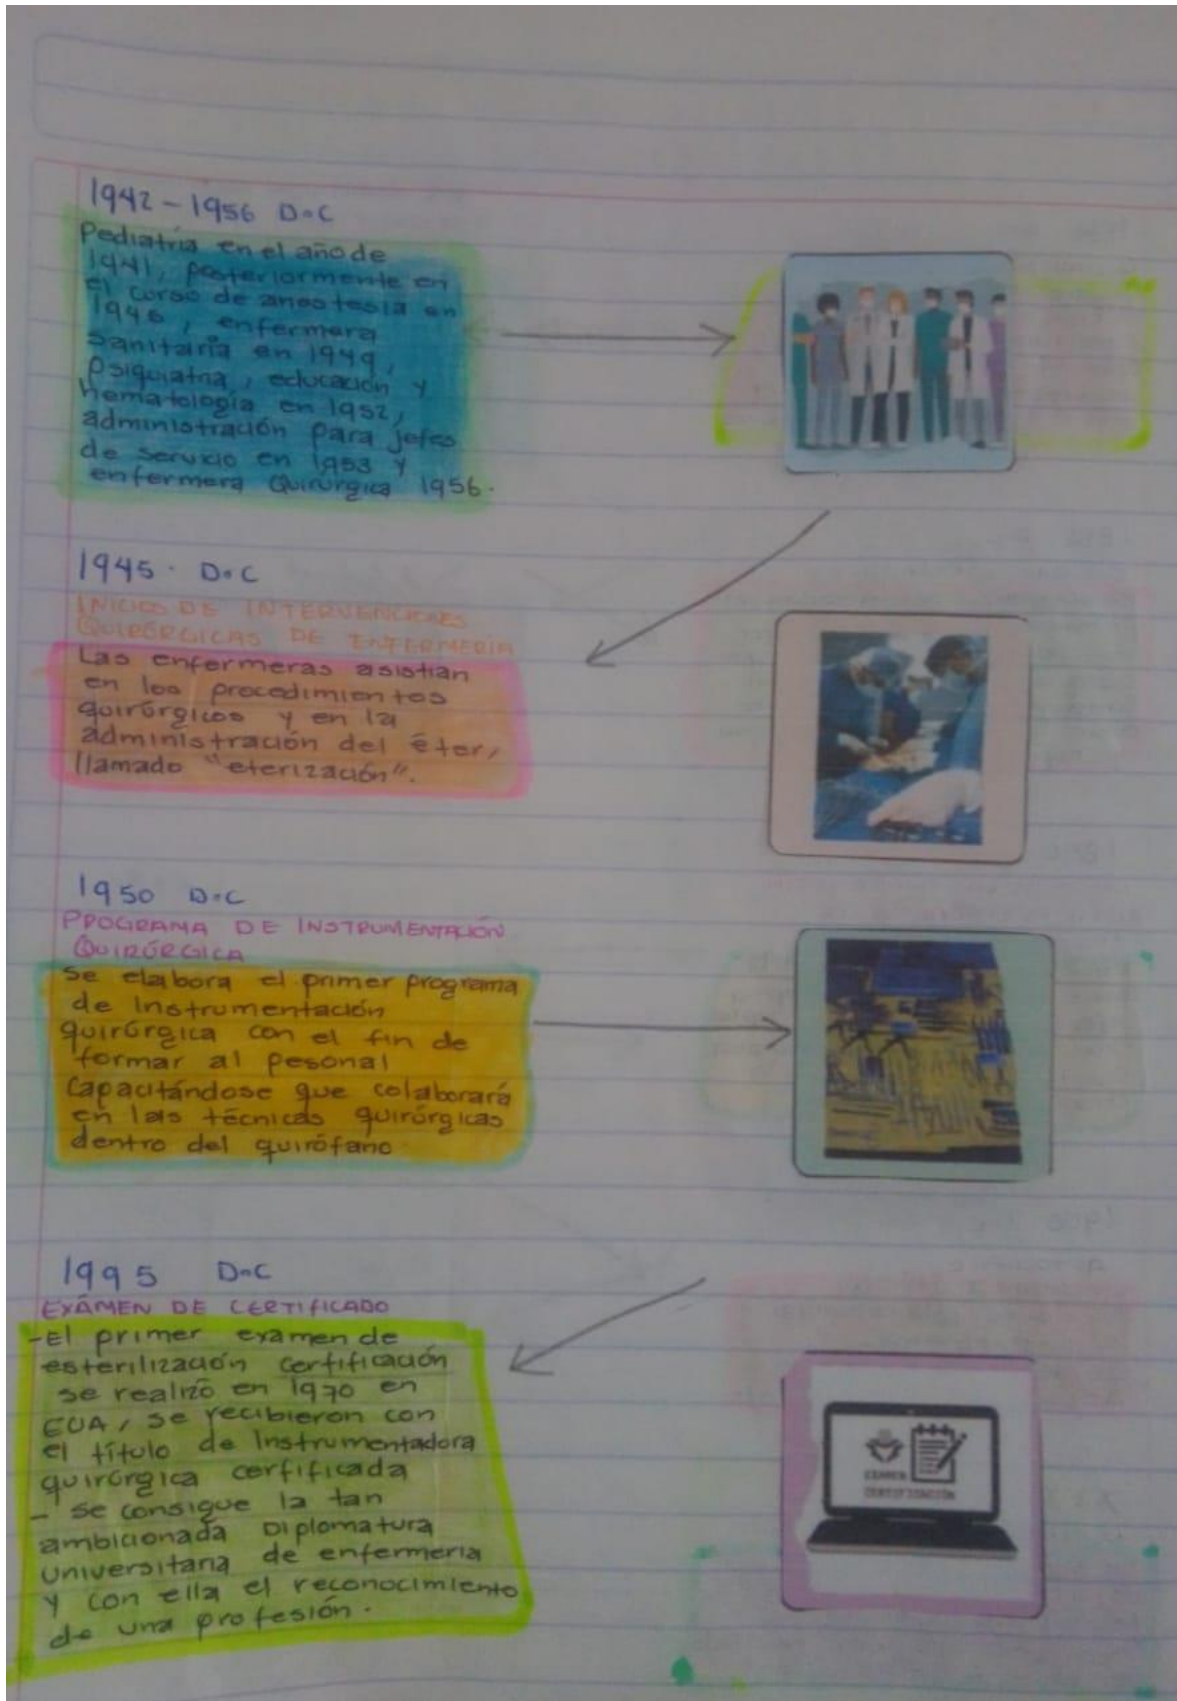 1942-1956 D.C
Pediatría en el año de
1941, posteriormente en
el curso de anestesia en
1945, enfermera
Sanitaria en 1949,
Psiquiatría, educación y
hematología en 1952,
administración para jefes
de servicio en 1953 y
enfermera Quirúrgica 1956.
1945. D.C
INICIOS DE INTERVENCIONES
QUIRÚRGICAS DE ENFERMERÍA
Las enfermeras asistian
en los procedimientos
quirúrgicos y en la
administración del éter,
llamado "eterización".
1950 D.C
PROGRAMA DE INSTRUMENTACIÓN
QUIRÚRGICA
Se elabora el primer programa
de instrumentación
quirúrgica con el fin de
formar al pesonal
capacitándose que colaborará
en las técnicas quirúrgicas
dentro del quirófano
1995 D.C
EXÁMEN DE CERTIFICADO
-El primer examen de
esterilización certificación
se realizó en 1970 en
EUA, se recibieron con
el título de Instrumentadora
quirúrgica certificada
- se consigue la tan
ambicionada Diplomatura
universitaria de enfermeria
y con ella el reconocimiento
de una profesión.
EXAMEN
CERTIFICACIÓN